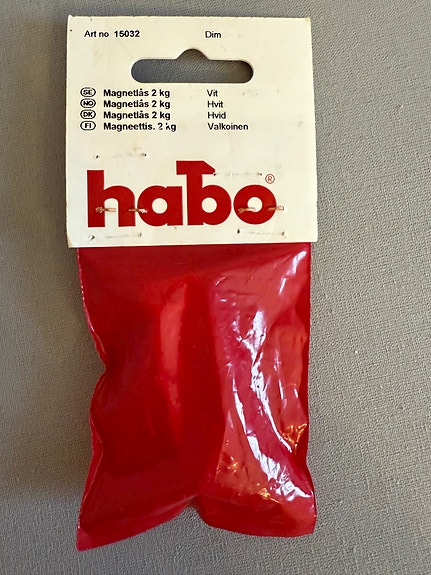 Art no 15032 Dim
SE Magnetlås 2 kg Vit
NO Magnetlås 2 kg Hvit
DK Magnetlås 2 kg Hvid
FI Magneettis. 2 kg Valkoinen
habo®